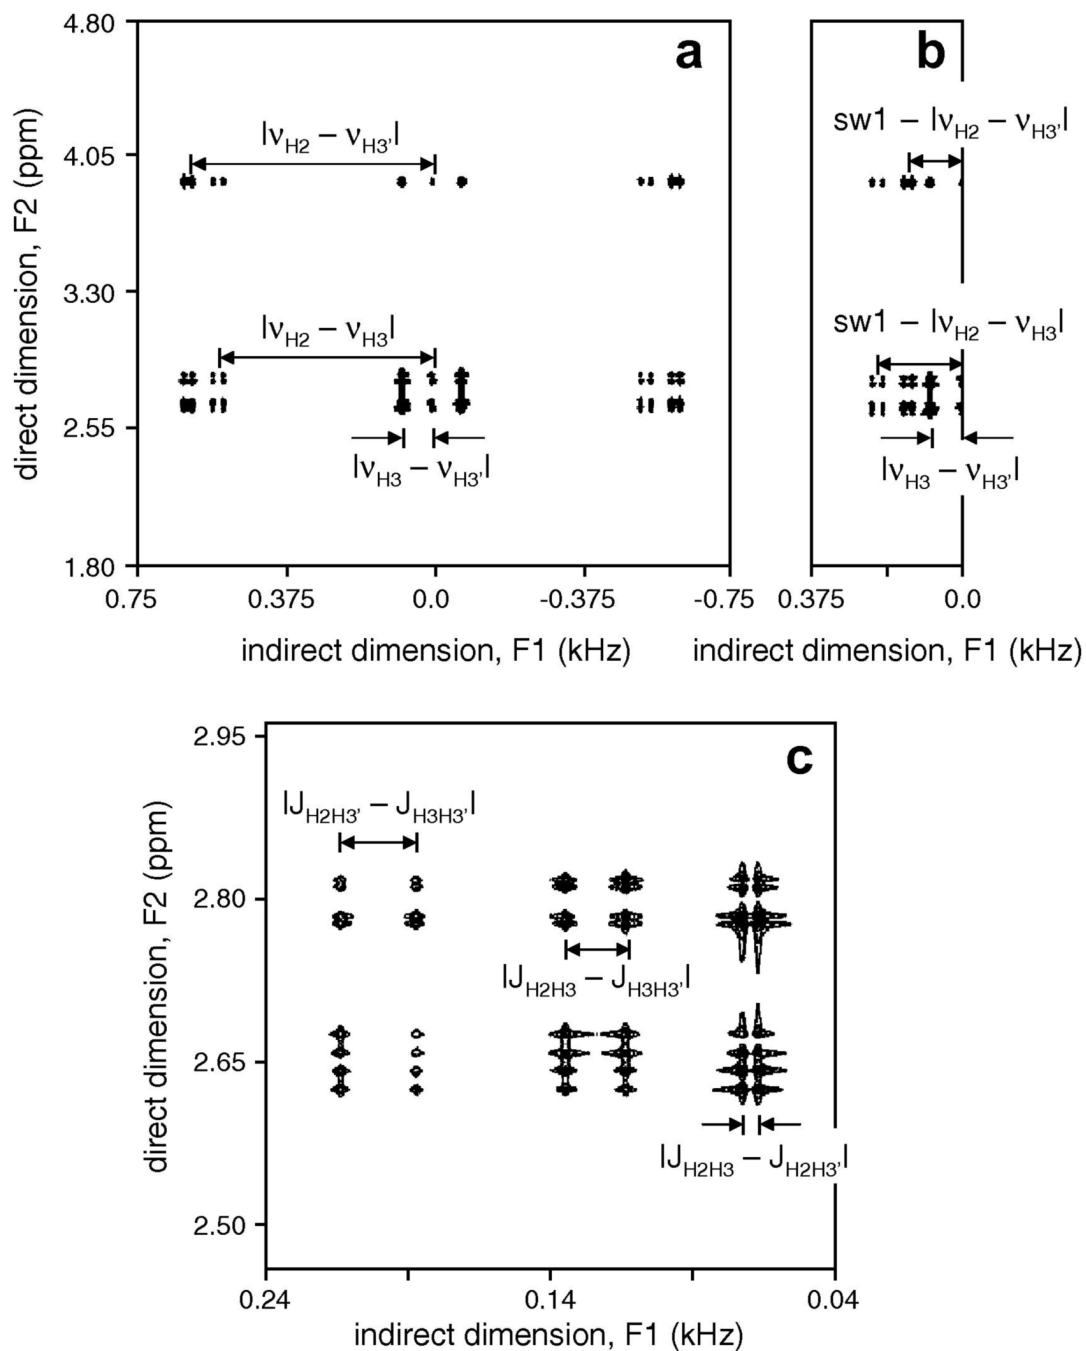 a
4.80
4.05
3.30
2.55
1.80
direct dimension, F2 (ppm)
|νH2 – νH3'|
|νH2 – νH3|
|νH3 – νH3'|
0.75 0.375 0.0 -0.375 -0.75
indirect dimension, F1 (kHz)
b
sw1 – |νH2 – νH3'|
sw1 – |νH2 – νH3|
|νH3 – νH3'|
0.375 0.0
indirect dimension, F1 (kHz)
c
2.95
2.80
2.65
2.50
direct dimension, F2 (ppm)
|JH2H3' – JH3H3'|
|JH2H3 – JH3H3'|
|JH2H3 – JH2H3'|
0.24 0.14 0.04
indirect dimension, F1 (kHz)